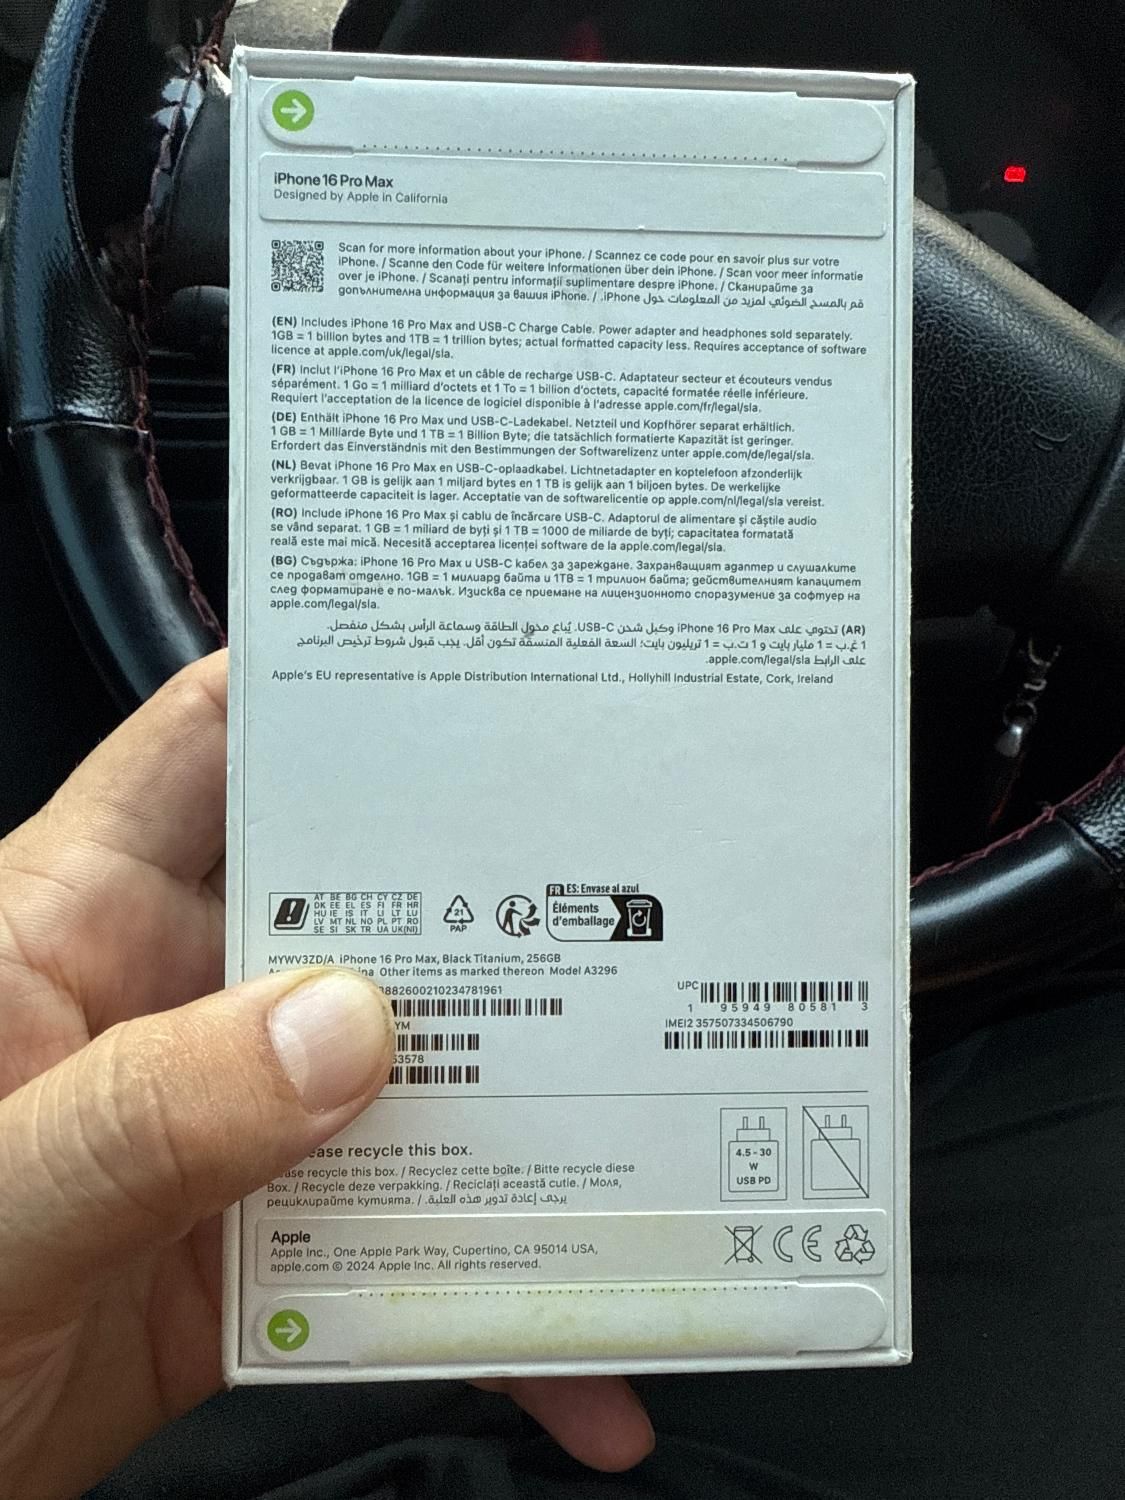 iPhone 16 Pro Max
Designed by Apple in California
Scan for more information about your iPhone. / Scannez ce code pour en savoir plus sur votre
iPhone. / Scanne den Code für weitere Informationen über dein iPhone. / Scan voor meer informatie
over je iPhone. / Scanați pentru informații suplimentare despre iPhone. / Сканирайте за
допълнителна информация за вашия iPhone. / .iPhone قم بالمسح الضوئي لمزيد من المعلومات حول
(EN) Includes iPhone 16 Pro Max and USB-C Charge Cable. Power adapter and headphones sold separately.
1GB = 1 billion bytes and 1TB = 1 trillion bytes; actual formatted capacity less. Requires acceptance of software
licence at apple.com/uk/legal/sla.
(FR) Inclut l'iPhone 16 Pro Max et un câble de recharge USB-C. Adaptateur secteur et écouteurs vendus
séparément. 1 Go = 1 milliard d'octets et 1 To = 1 billion d'octets, capacité formatée réelle inférieure.
Requiert l'acceptation de la licence de logiciel disponible à l'adresse apple.com/fr/legal/sla.
(DE) Enthält iPhone 16 Pro Max und USB-C-Ladekabel. Netzteil und Kopfhörer separat erhältlich.
1 GB = 1 Milliarde Byte und 1 TB = 1 Billion Byte; die tatsächlich formatierte Kapazität ist geringer.
Erfordert das Einverständnis mit den Bestimmungen der Softwarelizenz unter apple.com/de/legal/sla.
(NL) Bevat iPhone 16 Pro Max en USB-C-oplaadkabel. Lichtnetadapter en koptelefoon afzonderlijk
verkrijgbaar. 1 GB is gelijk aan 1 miljard bytes en 1 TB is gelijk aan 1 biljoen bytes. De werkelijke
geformatteerde capaciteit is lager. Acceptatie van de softwarelicentie op apple.com/nl/legal/sla vereist.
(RO) Include iPhone 16 Pro Max și cablu de încărcare USB-C. Adaptorul de alimentare și căștile audio
se vând separat. 1 GB = 1 miliard de byți și 1 TB = 1000 de miliarde de byți; capacitatea formatată
reală este mai mică. Necesită acceptarea licenței software de la apple.com/legal/sla.
(BG) Съдържа: iPhone 16 Pro Max и USB-C кабел за зареждане. Захранващият адаптер и слушалките
се продават отделно. 1GB = 1 милиард байта и 1TB = 1 трилион байта; действителният капацитет
след форматиране е по-малък. Изисква се приемане на лицензионното споразумение за софтуер на
apple.com/legal/sla.
(AR) تحتوي على iPhone 16 Pro Max وكبل شحن USB-C. يُباع محول الطاقة وسماعة الرأس بشكل منفصل.
1 غ.ب = 1 مليار بايت و 1 ت.ب = 1 تريليون بايت؛ السعة الفعلية المنسقة تكون أقل. يجب قبول شروط ترخيص البرنامج
على الرابط apple.com/legal/sla.
Apple's EU representative is Apple Distribution International Ltd., Hollyhill Industrial Estate, Cork, Ireland
AT BE BG CH CY CZ DE
DK EE EL ES FI FR HR
HU IE IS IT LI LT LU
LV MT NL NO PL PT RO
SE SI SK TR UA UK(NI)
21
PAP
FR ES: Envase al azul
Éléments
d'emballage
MYWV3ZD/A iPhone 16 Pro Max, Black Titanium, 256GB
Other items as marked thereon Model A3296
882600210234781961
UPC
1 95949 80581 3
YM
IMEI2 357507334506790
53578
ease recycle this box.
ase recycle this box. / Recyclez cette boîte. / Bitte recycle diese
Box. / Recycle deze verpakking. / Reciclați această cutie. / Моля,
рециклирайте кутията. / .يرجى إعادة تدوير هذه العلبة
4.5 - 30
W
USB PD
Apple
Apple Inc., One Apple Park Way, Cupertino, CA 95014 USA,
apple.com © 2024 Apple Inc. All rights reserved.
CE